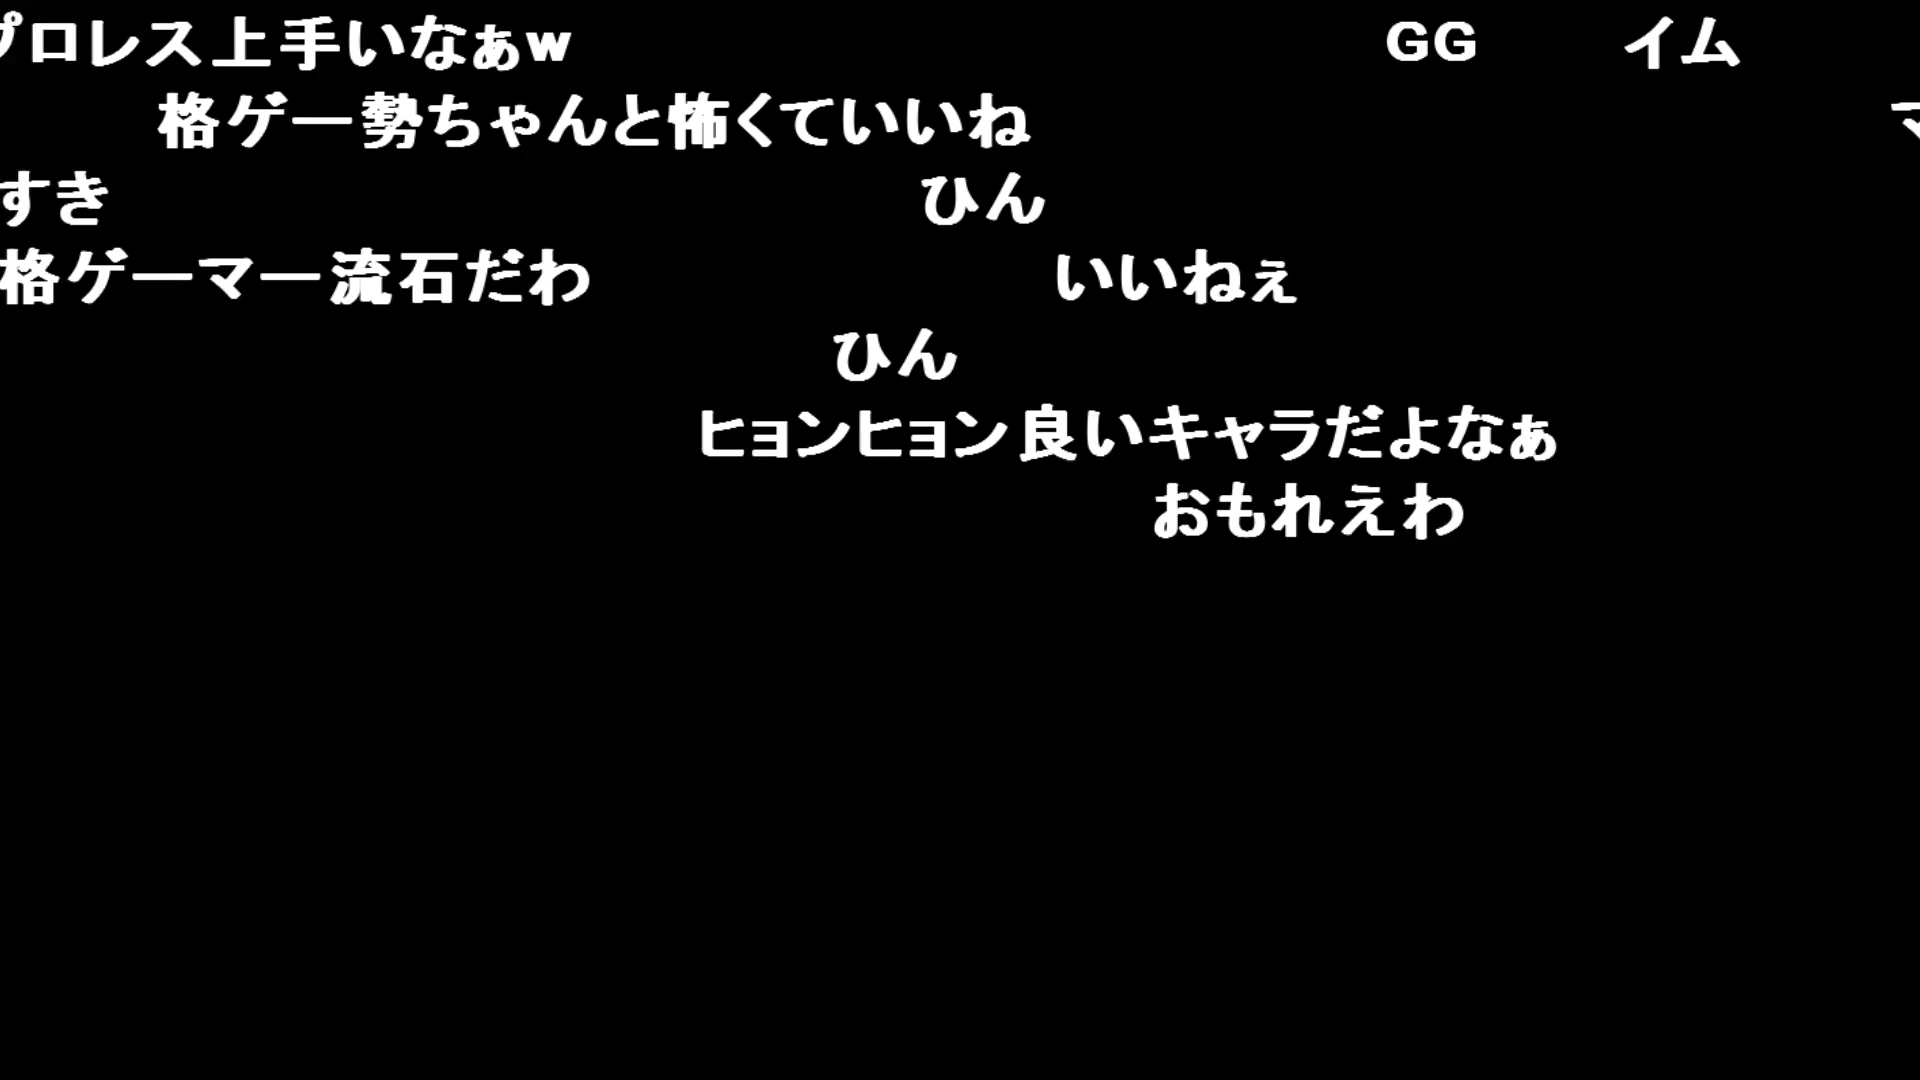 プロレス上手いなぁw GG イム
格ゲー勢ちゃんと怖くていいね マ
すき ひん
格ゲーマー流石だわ いいねぇ
ひん
ヒョンヒョン良いキャラだよなぁ
おもれえわ